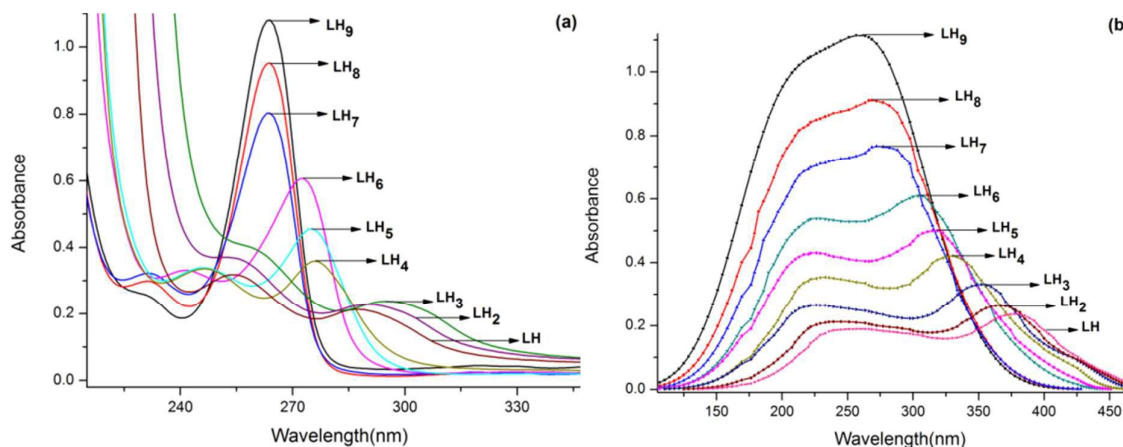 (a)
LH9
LH8
LH7
LH6
LH5
LH4
LH3
LH2
LH
1.0
0.8
0.6
0.4
0.2
0.0
Absorbance
240 270 300 330
Wavelength(nm)
(b)
LH9
LH8
LH7
LH6
LH5
LH4
LH3
LH2
LH
1.0
0.8
0.6
0.4
0.2
0.0
Absorbance
150 200 250 300 350 400 450
Wavelength(nm)